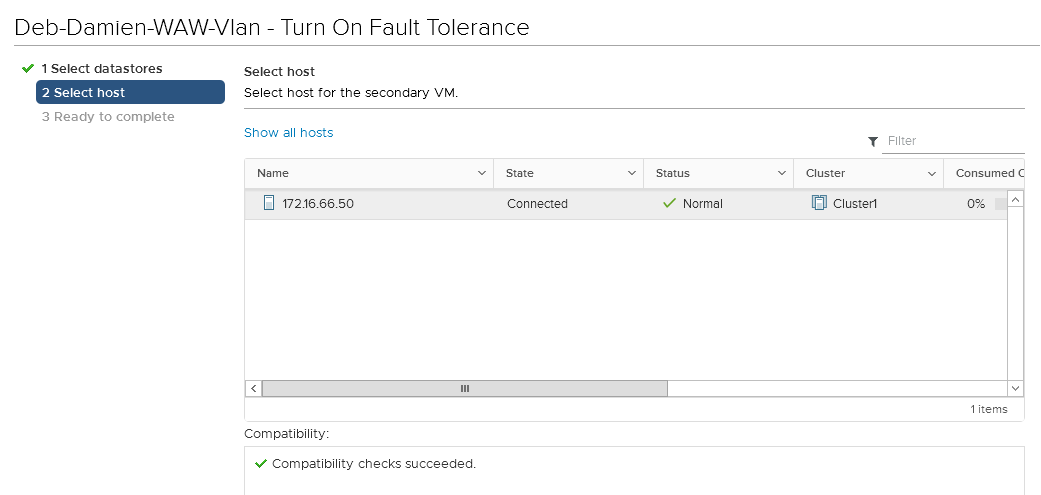 Deb-Damien-WAW-Vlan - Turn On Fault Tolerance
1 Select datastores
2 Select host
3 Ready to complete
Select host
Select host for the secondary VM.
Show all hosts
Filter
Name State Status Cluster Consumed C
172.16.66.50 Connected Normal Cluster1 0%
1 items
Compatibility:
Compatibility checks succeeded.